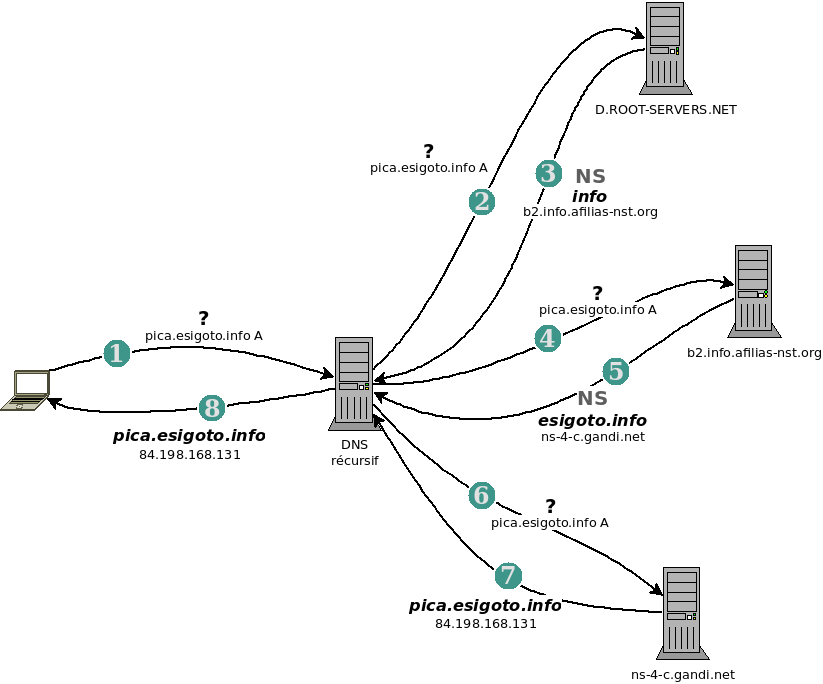 D.ROOT-SERVERS.NET
?
pica.esigoto.info A
2
3
NS
info
b2.info.afilias-nst.org
?
pica.esigoto.info A
4
b2.info.afilias-nst.org
5
NS
esigoto.info
ns-4-c.gandi.net
?
pica.esigoto.info A
1
8
pica.esigoto.info
84.198.168.131
DNS
récursif
6
?
pica.esigoto.info A
7
pica.esigoto.info
84.198.168.131
ns-4-c.gandi.net